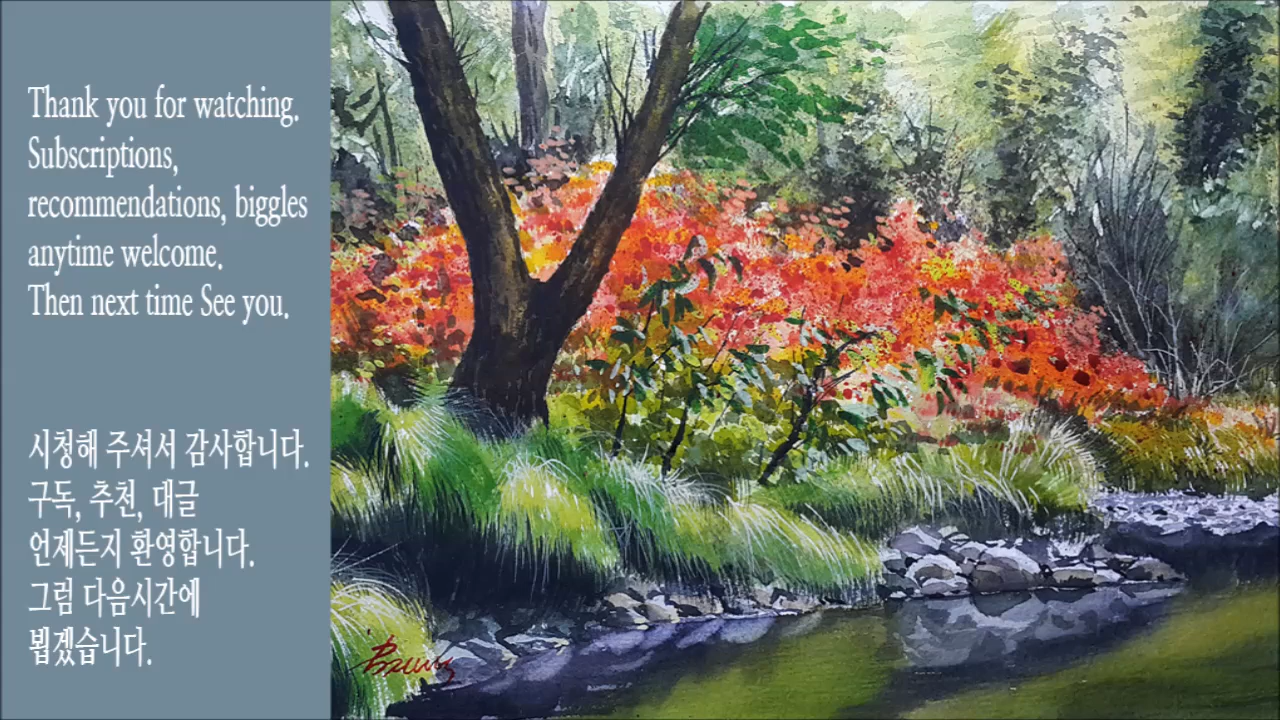 Thank you for watching.
Subscriptions,
recommendations, biggles
anytime welcome.
Then next time See you.
시청해 주셔서 감사합니다.
구독, 추천, 대글
언제든지 환영합니다.
그럼 다음시간에
뵙겠습니다.